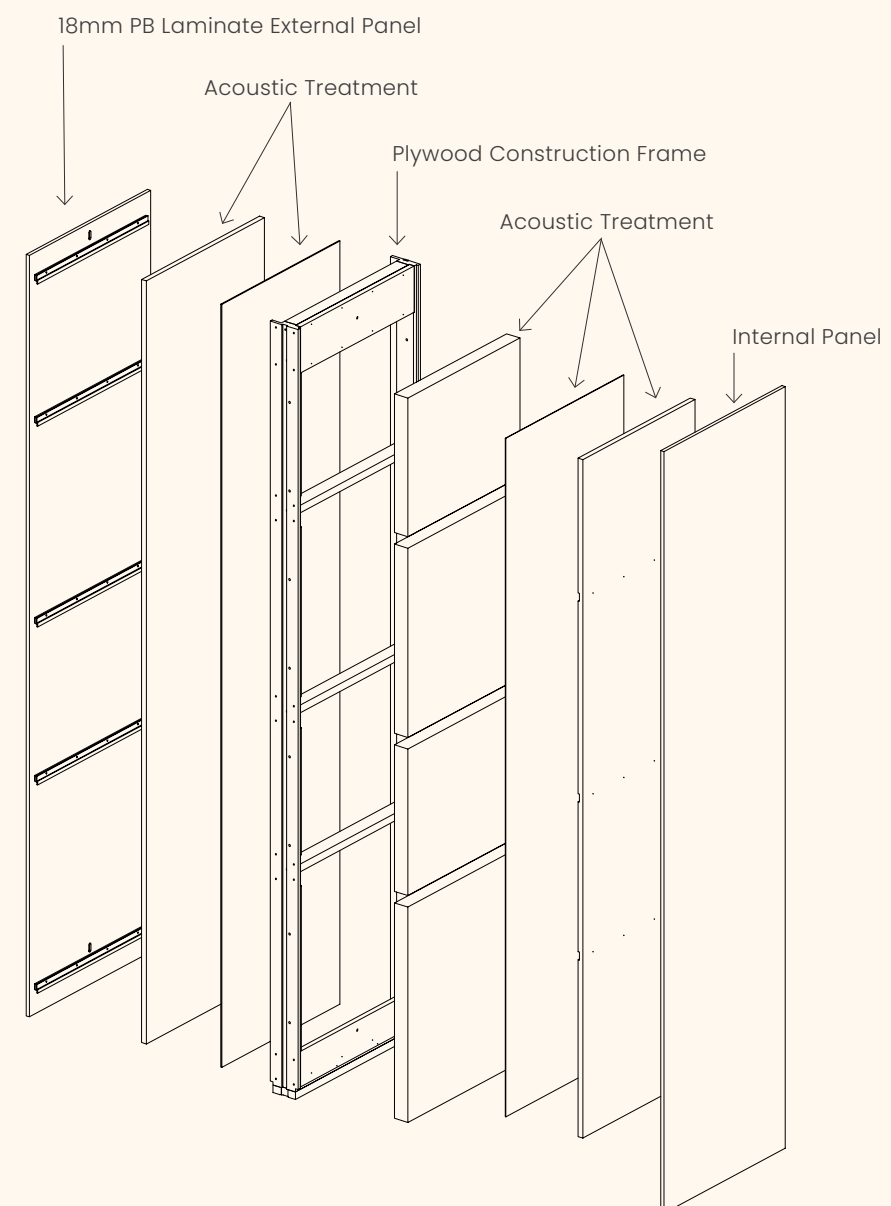 18mm PB Laminate External Panel
Acoustic Treatment
Plywood Construction Frame
Acoustic Treatment
Internal Panel